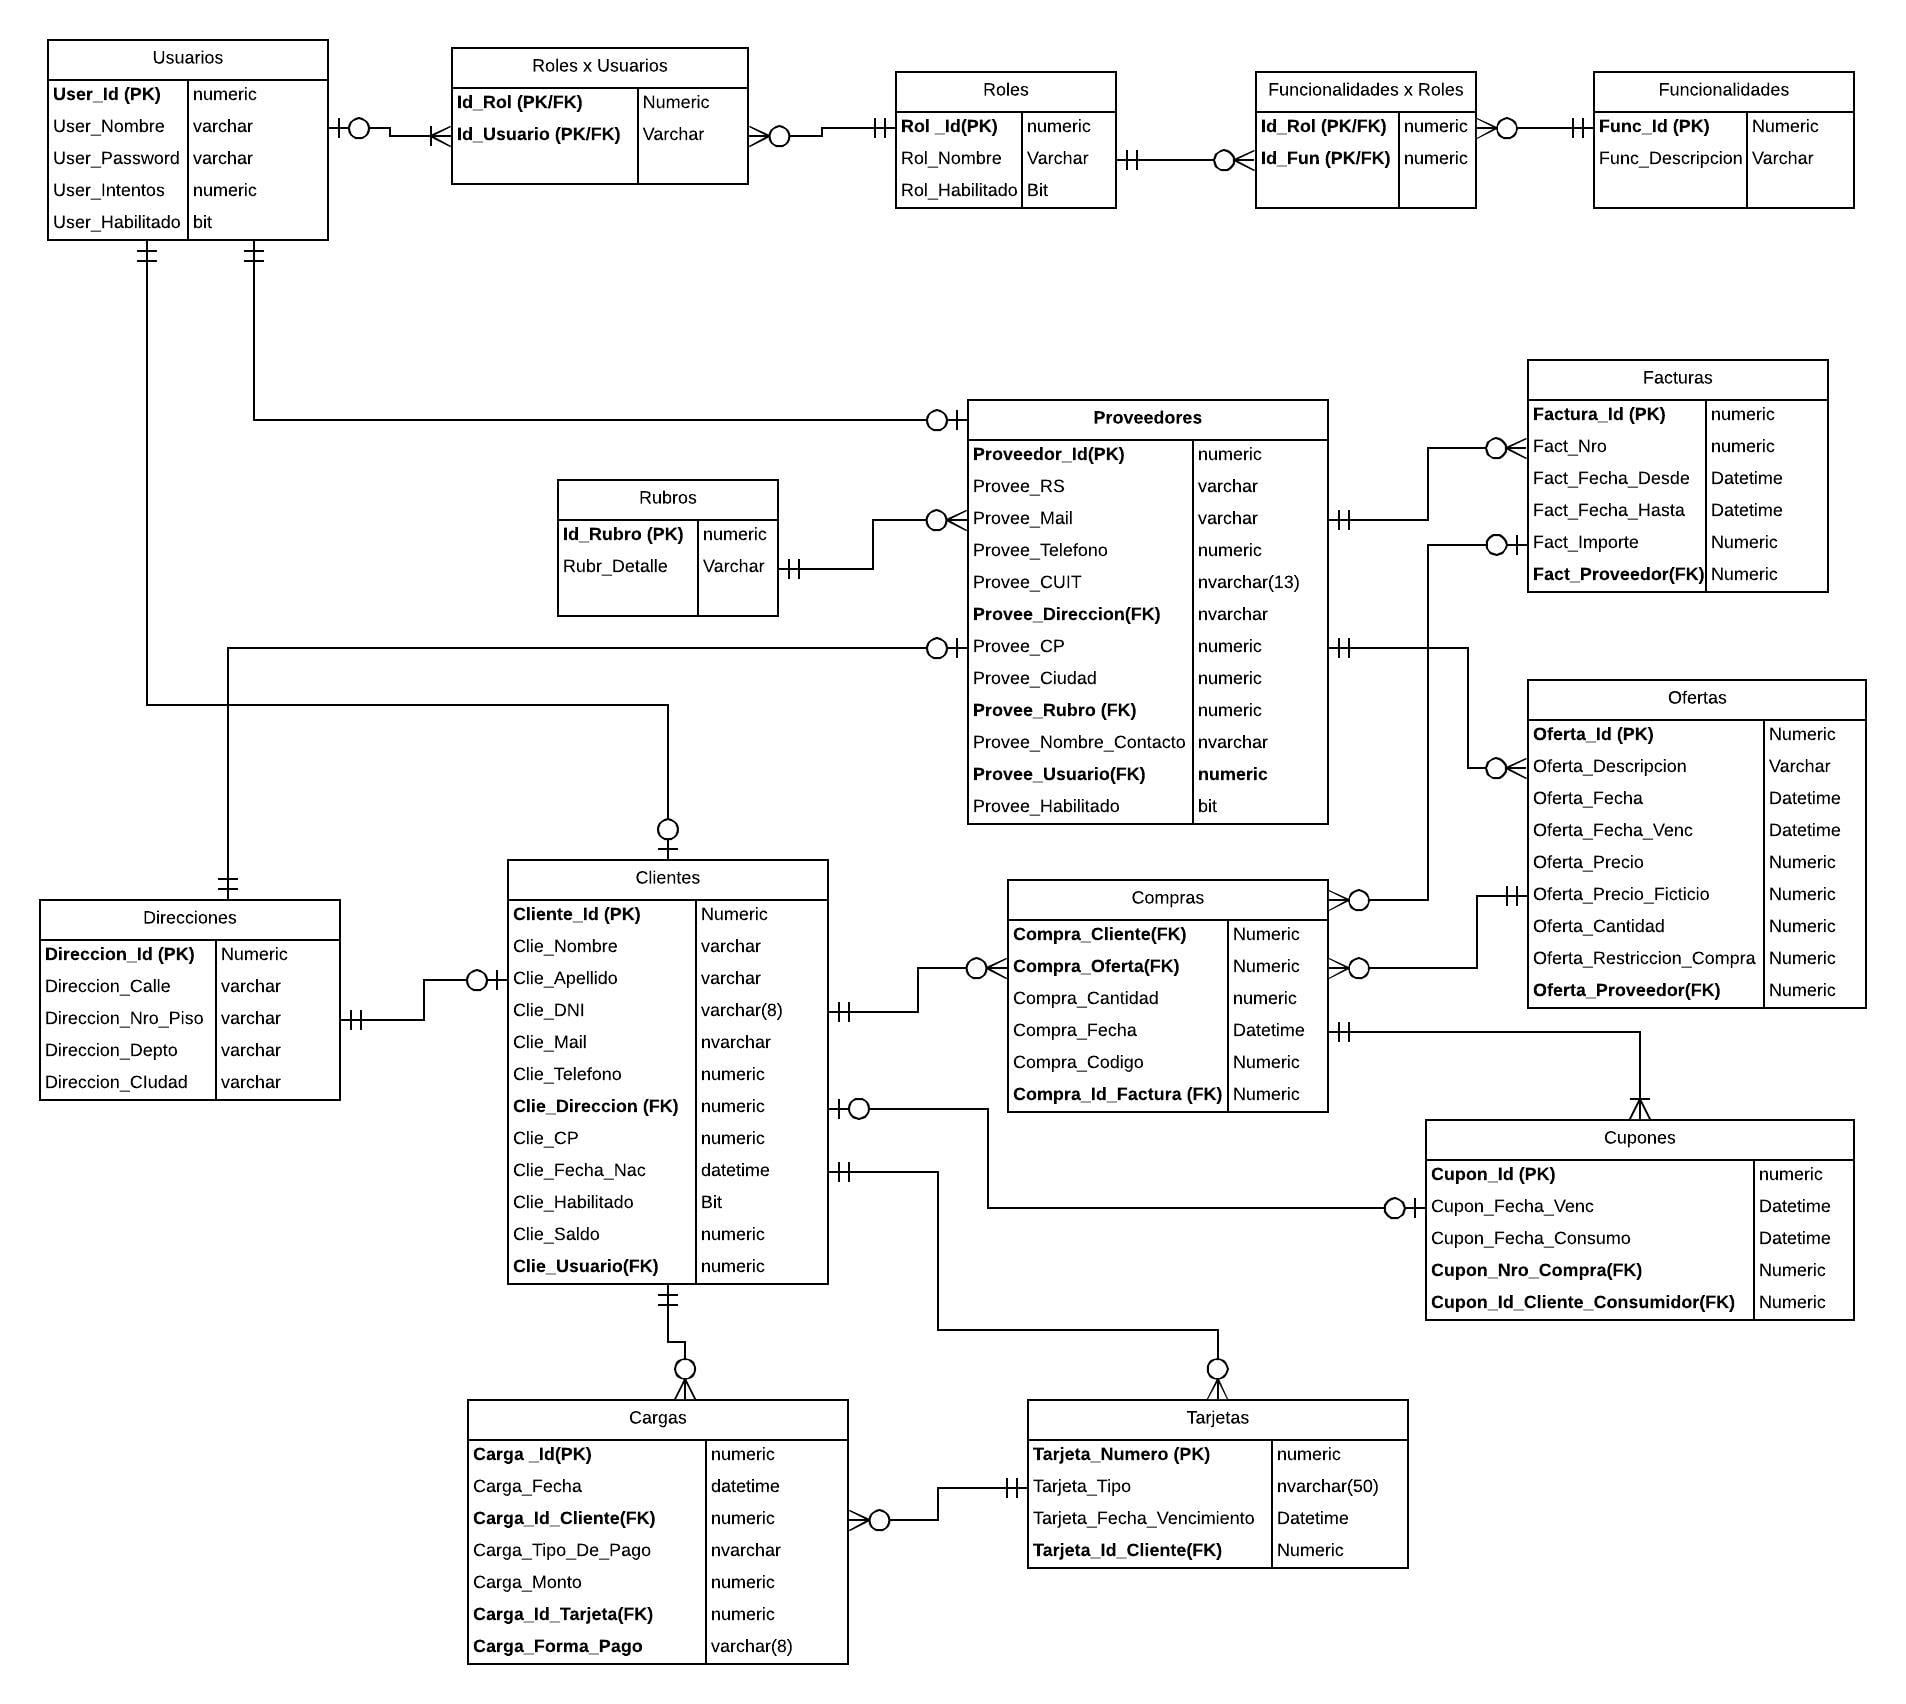 Usuarios
User_Id (PK) numeric
User_Nombre varchar
User_Password varchar
User_Intentos numeric
User_Habilitado bit
Roles x Usuarios
Id_Rol (PK/FK) Numeric
Id_Usuario (PK/FK) Varchar
Roles
Rol _Id(PK) numeric
Rol_Nombre Varchar
Rol_Habilitado Bit
Funcionalidades x Roles
Id_Rol (PK/FK) numeric
Id_Fun (PK/FK) numeric
Funcionalidades
Func_Id (PK) Numeric
Func_Descripcion Varchar
Facturas
Factura_Id (PK) numeric
Fact_Nro numeric
Fact_Fecha_Desde Datetime
Fact_Fecha_Hasta Datetime
Fact_Importe Numeric
Fact_Proveedor(FK) Numeric
Proveedores
Proveedor_Id(PK) numeric
Provee_RS varchar
Provee_Mail varchar
Provee_Telefono numeric
Provee_CUIT nvarchar(13)
Provee_Direccion(FK) nvarchar
Provee_CP numeric
Provee_Ciudad numeric
Provee_Rubro (FK) numeric
Provee_Nombre_Contacto nvarchar
Provee_Usuario(FK) numeric
Provee_Habilitado bit
Rubros
Id_Rubro (PK) numeric
Rubr_Detalle Varchar
Ofertas
Oferta_Id (PK) Numeric
Oferta_Descripcion Varchar
Oferta_Fecha Datetime
Oferta_Fecha_Venc Datetime
Oferta_Precio Numeric
Oferta_Precio_Ficticio Numeric
Oferta_Cantidad Numeric
Oferta_Restriccion_Compra Numeric
Oferta_Proveedor(FK) Numeric
Direcciones
Direccion_Id (PK) Numeric
Direccion_Calle varchar
Direccion_Nro_Piso varchar
Direccion_Depto varchar
Direccion_CIudad varchar
Clientes
Cliente_Id (PK) Numeric
Clie_Nombre varchar
Clie_Apellido varchar
Clie_DNI varchar(8)
Clie_Mail nvarchar
Clie_Telefono numeric
Clie_Direccion (FK) numeric
Clie_CP numeric
Clie_Fecha_Nac datetime
Clie_Habilitado Bit
Clie_Saldo numeric
Clie_Usuario(FK) numeric
Compras
Compra_Cliente(FK) Numeric
Compra_Oferta(FK) Numeric
Compra_Cantidad numeric
Compra_Fecha Datetime
Compra_Codigo Numeric
Compra_Id_Factura (FK) Numeric
Cupones
Cupon_Id (PK) numeric
Cupon_Fecha_Venc Datetime
Cupon_Fecha_Consumo Datetime
Cupon_Nro_Compra(FK) Numeric
Cupon_Id_Cliente_Consumidor(FK) Numeric
Cargas
Carga _Id(PK) numeric
Carga_Fecha datetime
Carga_Id_Cliente(FK) numeric
Carga_Tipo_De_Pago nvarchar
Carga_Monto numeric
Carga_Id_Tarjeta(FK) numeric
Carga_Forma_Pago varchar(8)
Tarjetas
Tarjeta_Numero (PK) numeric
Tarjeta_Tipo nvarchar(50)
Tarjeta_Fecha_Vencimiento Datetime
Tarjeta_Id_Cliente(FK) Numeric